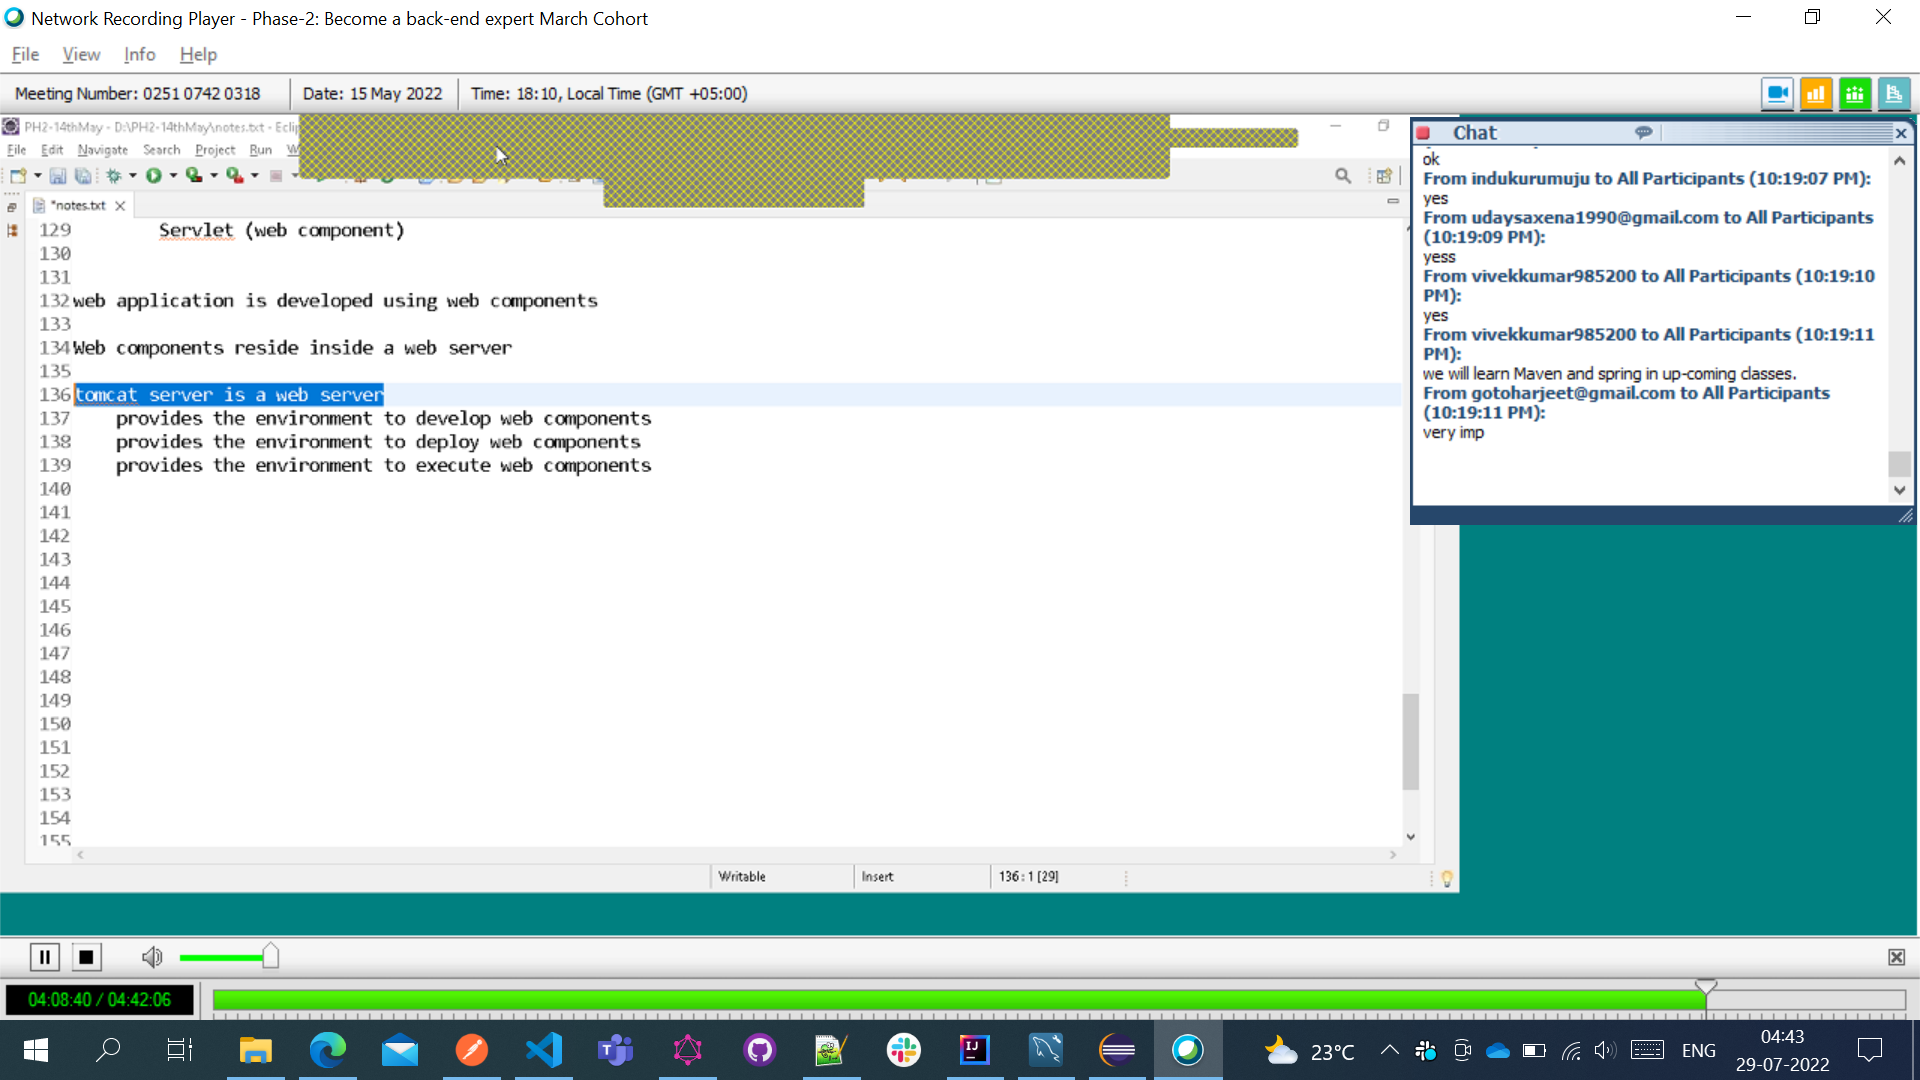 Network Recording Player - Phase-2: Become a back-end expert March Cohort
File View Info Help
Meeting Number: 0251 0742 0318 Date: 15 May 2022 Time: 18:10, Local Time (GMT +05:00)
PH2-14thMay - D:\PH2-14thMay\notes.txt - Eclip
File Edit Navigate Search Project Run W
*notes.txt
129 Servlet (web component)
130
131
132 web application is developed using web components
133
134 Web components reside inside a web server
135
136 tomcat server is a web server
137 provides the environment to develop web components
138 provides the environment to deploy web components
139 provides the environment to execute web components
140
141
142
143
144
145
146
147
148
149
150
151
152
153
154
155
Writable Insert 136 : 1 [29]
Chat
ok
From indukurumuju to All Participants (10:19:07 PM):
yes
From udaysaxena1990@gmail.com to All Participants
(10:19:09 PM):
yess
From vivekkumar985200 to All Participants (10:19:10
PM):
yes
From vivekkumar985200 to All Participants (10:19:11
PM):
we will learn Maven and spring in up-coming classes.
From gotoharjeet@gmail.com to All Participants
(10:19:11 PM):
very imp
04:08:40 / 04:42:06
23°C ENG 04:43
29-07-2022